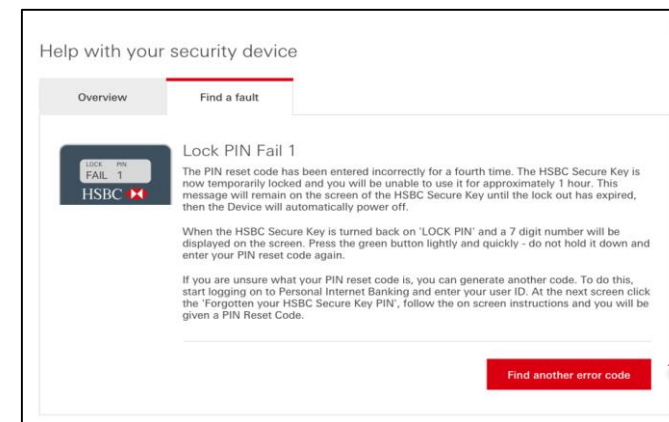 Help with your security device
Overview
Find a fault
LOCK PIN
FAIL 1
HSBC
Lock PIN Fail 1
The PIN reset code has been entered incorrectly for a fourth time. The HSBC Secure Key is
now temporarily locked and you will be unable to use it for approximately 1 hour. This
message will remain on the screen of the HSBC Secure Key until the lock out has expired,
then the Device will automatically power off.
When the HSBC Secure Key is turned back on 'LOCK PIN' and a 7 digit number will be
displayed on the screen. Press the green button lightly and quickly - do not hold it down and
enter your PIN reset code again.
If you are unsure what your PIN reset code is, you can generate another code. To do this,
start logging on to Personal Internet Banking and enter your user ID. At the next screen click
the 'Forgotten your HSBC Secure Key PIN', follow the on screen instructions and you will be
given a PIN Reset Code.
Find another error code